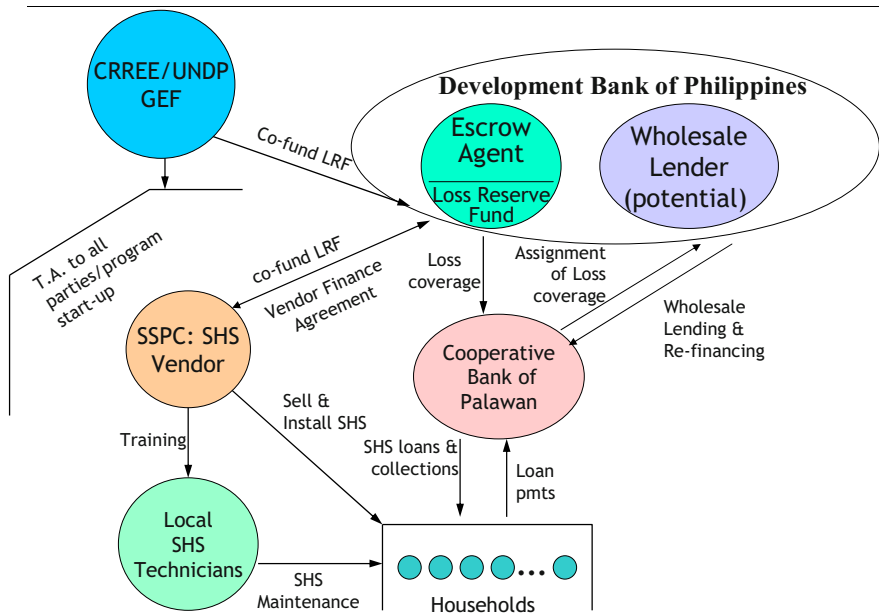 CRREE/UNDP
GEF
Development Bank of Philippines
Escrow
Agent
Loss Reserve
Fund
Wholesale
Lender
(potential)
Co-fund LRF
T.A. to all
parties/program
start-up
co-fund LRF
Vendor Finance
Agreement
Loss
coverage
Assignment
of Loss
coverage
Wholesale
Lending &
Re-financing
SSPC: SHS
Vendor
Cooperative
Bank of
Palawan
Sell &
Install SHS
Training
SHS loans &
collections
Loan
pmts
Local
SHS
Technicians
SHS
Maintenance
...
Households